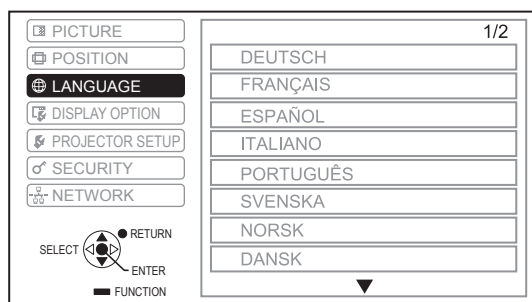 PICTURE
POSITION
LANGUAGE
DISPLAY OPTION
PROJECTOR SETUP
SECURITY
NETWORK
RETURN
SELECT
ENTER
FUNCTION
1/2
DEUTSCH
FRANÇAIS
ESPAÑOL
ITALIANO
PORTUGUÊS
SVENSKA
NORSK
DANSK